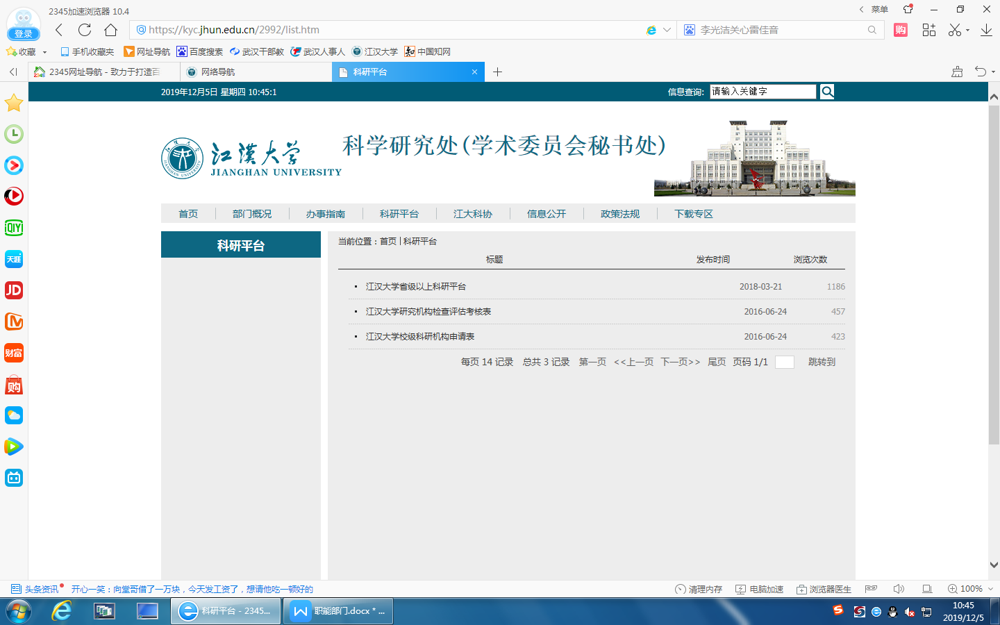 2345加速浏览器 10.4
菜单
登录
https://kyc.jhun.edu.cn/2992/list.htm
李光洁关心雷佳音
购
收藏
手机收藏夹
网址导航
百度搜索
武汉干部教
武汉人事人
江汉大学
中国知网
2345网址导航 - 致力于打造百
网络导航
科研平台
2019年12月5日 星期四 10:45:1
信息查询:
请输入关键字
江汉大学
JIANGHAN UNIVERSITY
科学研究处(学术委员会秘书处)
首页
部门概况
办事指南
科研平台
江大科协
信息公开
政策法规
下载专区
科研平台
当前位置：首页 | 科研平台
标题 发布时间 浏览次数
江汉大学省级以上科研平台 2018-03-21 1186
江汉大学研究机构检查评估考核表 2016-06-24 457
江汉大学校级科研机构申请表 2016-06-24 423
每页 14 记录 总共 3 记录 第一页 <<上一页 下一页>> 尾页 页码 1/1 跳转到
iQIYI
天涯
JD
财富
购
头条资讯
开心一笑：向堂哥借了一万块，今天发工资了，想请他吃一顿好的
清理内存
电脑加速
浏览器医生
100%
科研平台 - 2345...
职能部门.docx * ...
10:45
2019/12/5